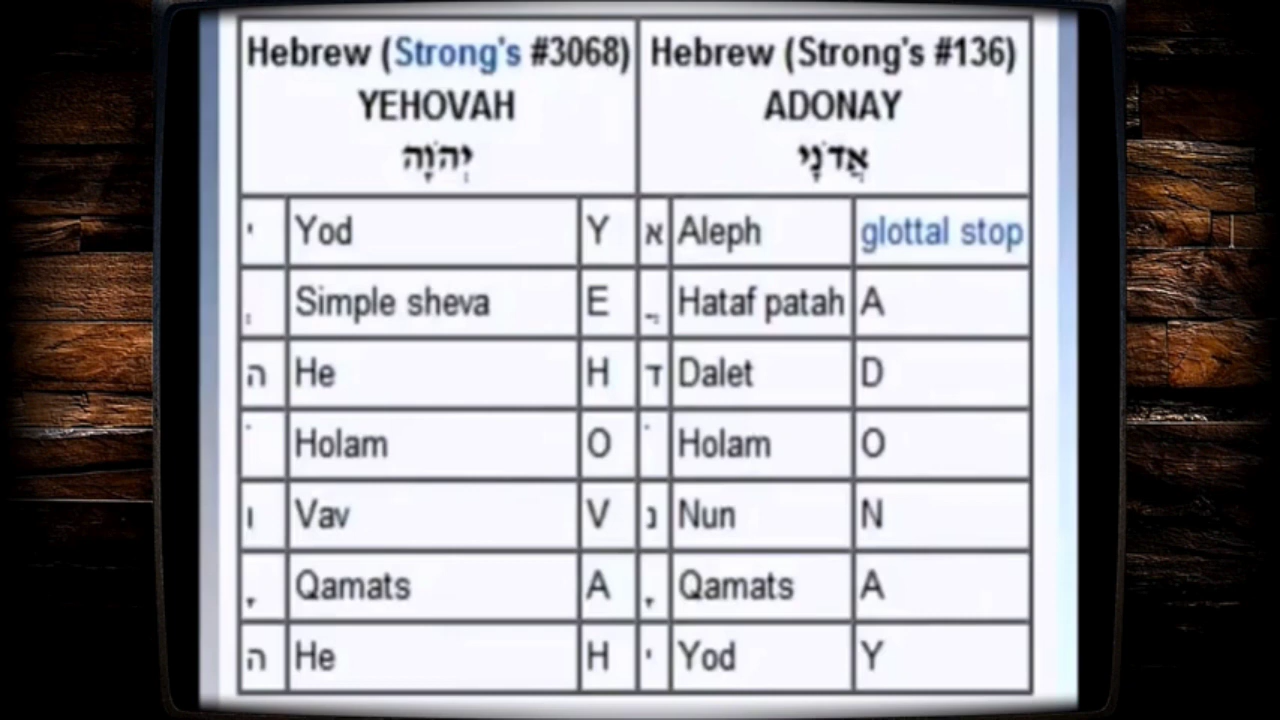 Hebrew (Strong's #3068) Hebrew (Strong's #136)
YEHOVAH ADONAY
יְהֹוָה אֲדֹנָי
י Yod Y א Aleph glottal stop
ְ Simple sheva E ֲ Hataf patah A
ה He H ד Dalet D
ֹ Holam O ֹ Holam O
ו Vav V נ Nun N
ָ Qamats A ָ Qamats A
ה He H י Yod Y